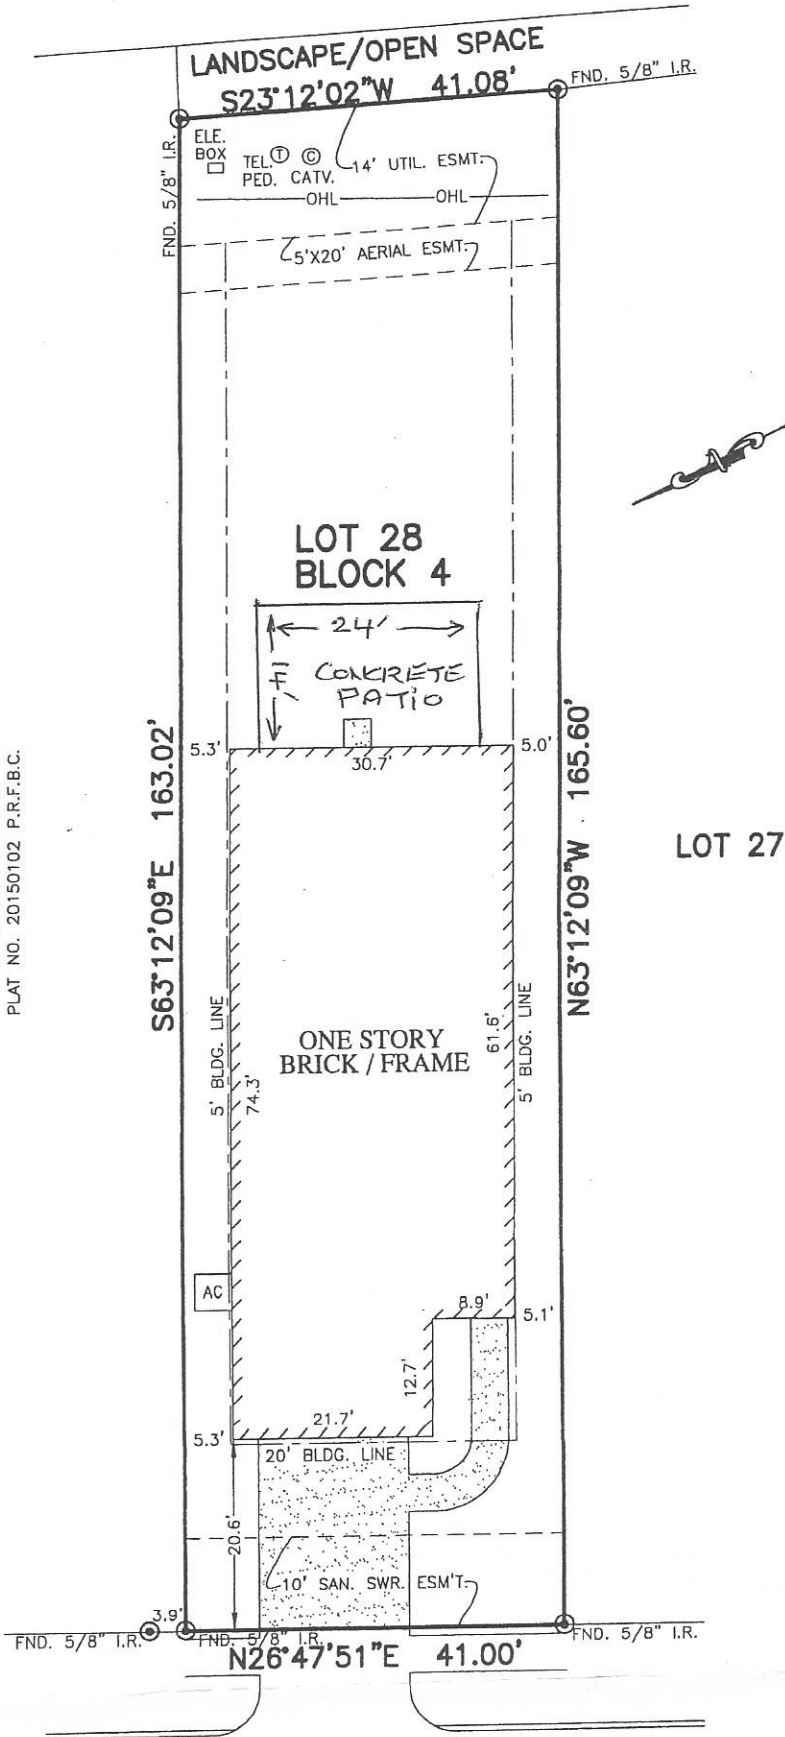 LANDSCAPE/OPEN SPACE
S23°12'02"W 41.08'
FND. 5/8" I.R.
FND. 5/8" I.R.
ELE.
BOX
TEL. T C
PED. CATV.
14' UTIL. ESMT.
OHL OHL
5'X20' AERIAL ESMT.
LOT 28
BLOCK 4
24'
CONCRETE
PATIO
5.3'
30.7'
5.0'
S63°12'09"E 163.02'
N63°12'09"W 165.60'
PLAT NO. 20150102 P.R.F.B.C.
LOT 27
ONE STORY
BRICK / FRAME
5' BLDG. LINE
74.3'
61.6'
5' BLDG. LINE
AC
8.9'
5.1'
12.7'
21.7'
5.3'
20' BLDG. LINE
20.6'
10' SAN. SWR. ESM'T.
3.9'
FND. 5/8" I.R.
FND. 5/8" I.R.
FND. 5/8" I.R.
N26°47'51"E 41.00'